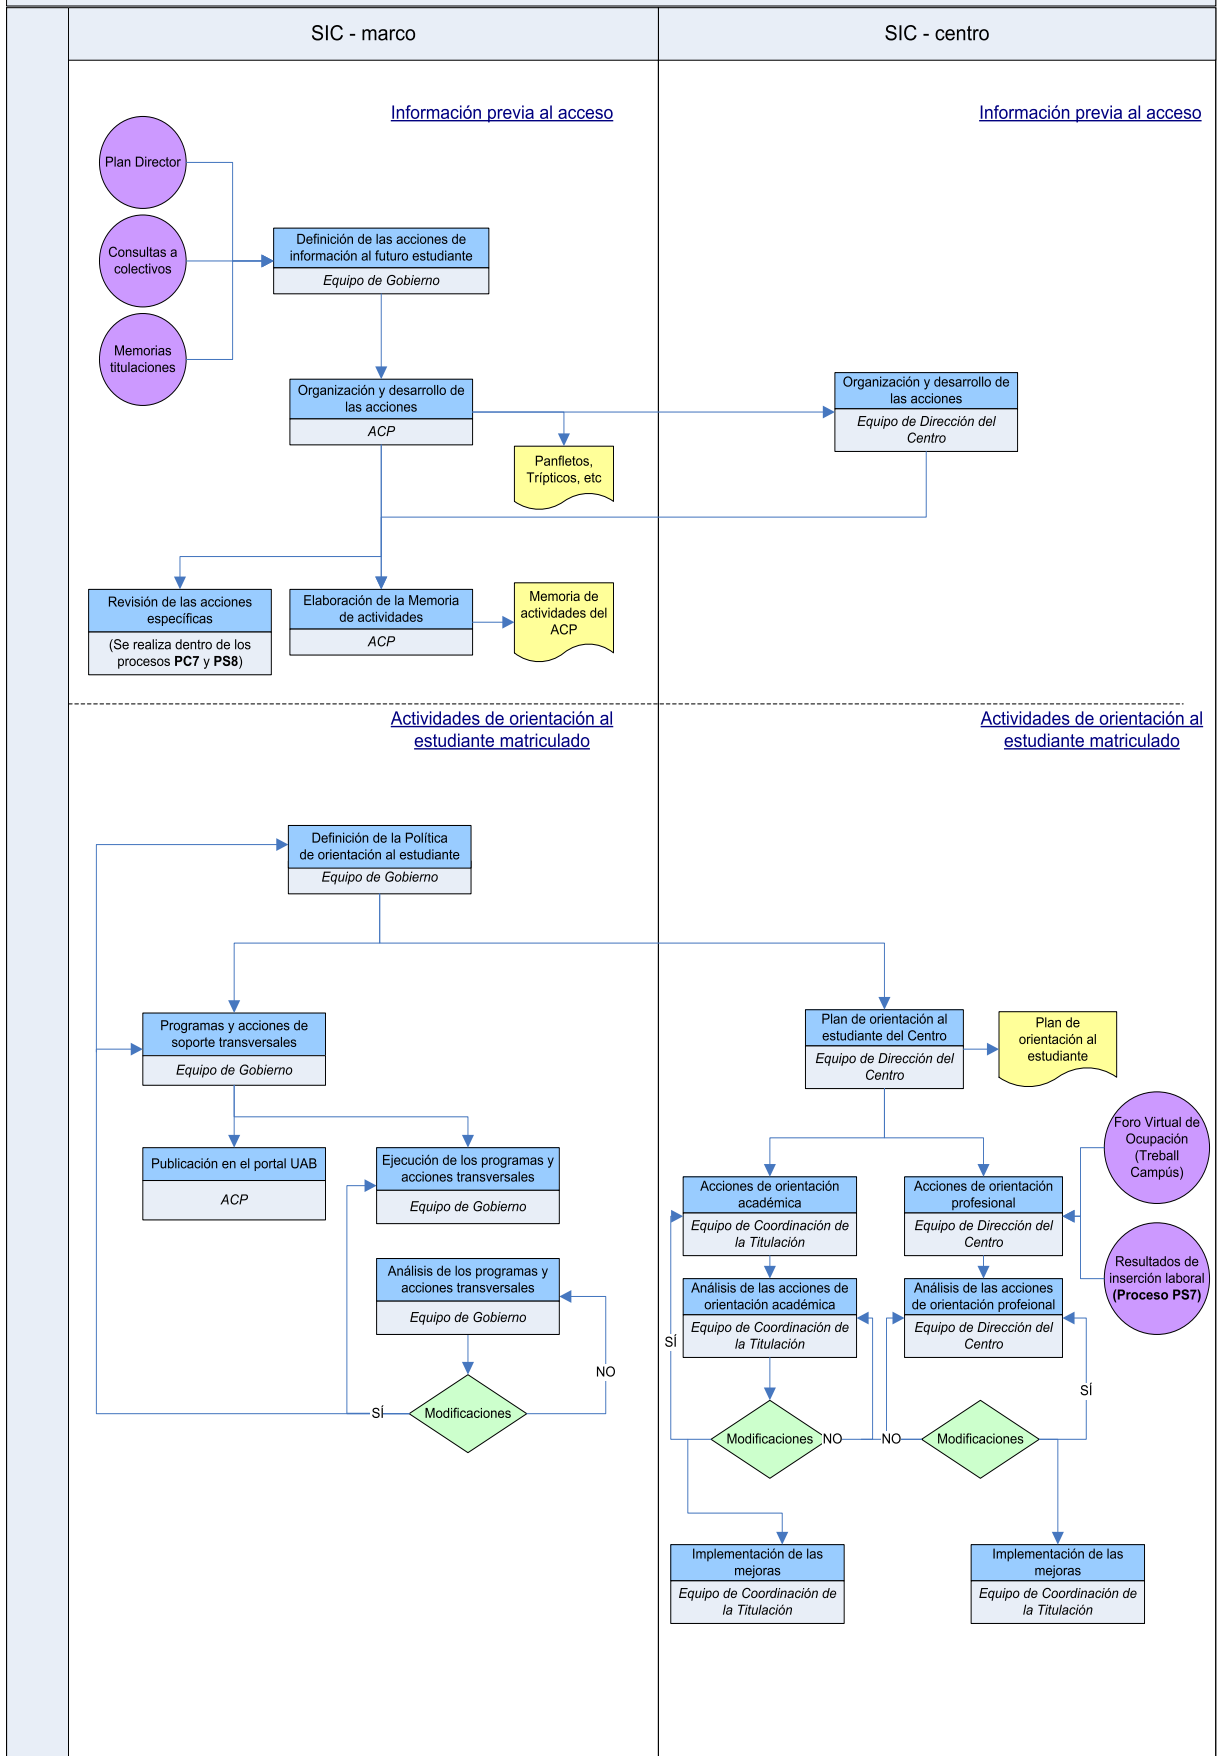 SIC - marco
SIC - centro
Información previa al acceso
Información previa al acceso
Plan Director
Consultas a
colectivos
Memorias
titulaciones
Definición de las acciones de
información al futuro estudiante
Equipo de Gobierno
Organización y desarrollo de
las acciones
ACP
Organización y desarrollo de
las acciones
Equipo de Dirección del
Centro
Panfletos,
Trípticos, etc
Revisión de las acciones
específicas
(Se realiza dentro de los
procesos PC7 y PS8)
Elaboración de la Memoria
de actividades
ACP
Memoria de
actividades del
ACP
Actividades de orientación al
estudiante matriculado
Actividades de orientación al
estudiante matriculado
Definición de la Política
de orientación al estudiante
Equipo de Gobierno
Programas y acciones de
soporte transversales
Equipo de Gobierno
Plan de orientación al
estudiante del Centro
Equipo de Dirección del
Centro
Plan de
orientación al
estudiante
Publicación en el portal UAB
ACP
Ejecución de los programas y
acciones transversales
Equipo de Gobierno
Foro Virtual de
Ocupación
(Treball
Campús)
Acciones de orientación
académica
Equipo de Coordinación de
la Titulación
Acciones de orientación
profesional
Equipo de Dirección del
Centro
Resultados de
inserción laboral
(Proceso PS7)
Análisis de los programas y
acciones transversales
Equipo de Gobierno
Análisis de las acciones de
orientación académica
Equipo de Coordinación de
la Titulación
Análisis de las acciones
de orientación profeional
Equipo de Dirección del
Centro
SÍ
NO
SÍ
SÍ
Modificaciones
Modificaciones
NO
NO
Modificaciones
Implementación de las
mejoras
Equipo de Coordinación de
la Titulación
Implementación de las
mejoras
Equipo de Coordinación de
la Titulación